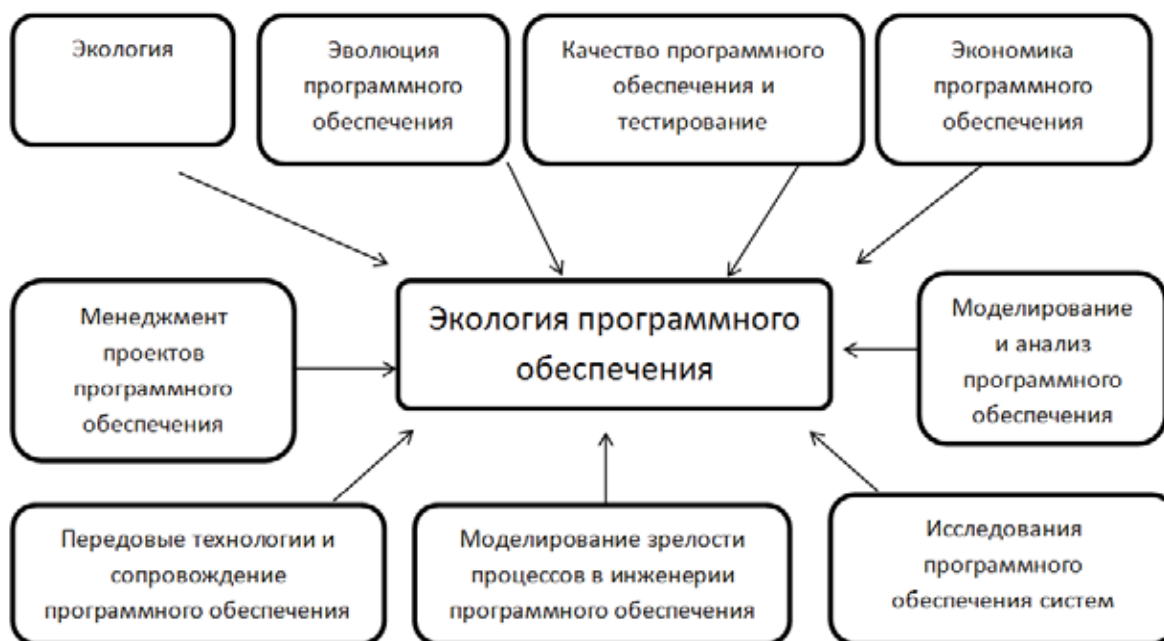 Экология
Эволюция
программного
обеспечения
Качество программного
обеспечения и
тестирование
Экономика
программного
обеспечения
Менеджмент
проектов
программного
обеспечения
Экология программного
обеспечения
Моделирование
и анализ
программного
обеспечения
Передовые технологии и
сопровождение
программного обеспечения
Моделирование зрелости
процессов в инженерии
программного обеспечения
Исследования
программного
обеспечения систем